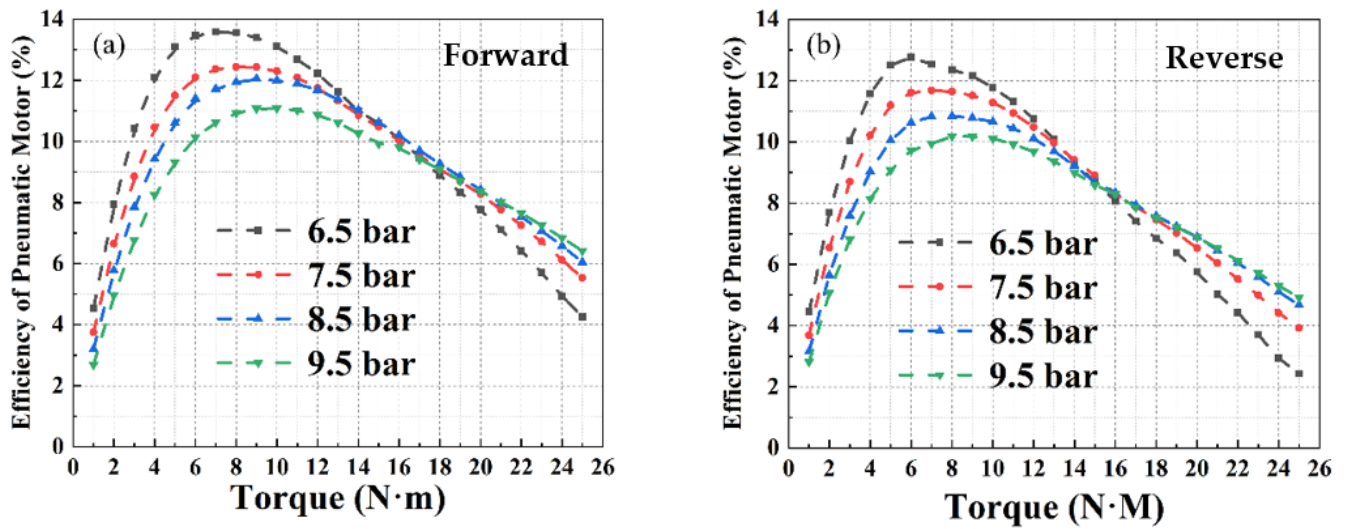 (a)
Forward
Efficiency of Pneumatic Motor (%)
14
12
10
8
6
4
2
0
6.5 bar
7.5 bar
8.5 bar
9.5 bar
0 2 4 6 8 10 12 14 16 18 20 22 24 26
Torque (N·m)
(b)
Reverse
Efficiency of Pneumatic Motor (%)
14
12
10
8
6
4
2
0
6.5 bar
7.5 bar
8.5 bar
9.5 bar
0 2 4 6 8 10 12 14 16 18 20 22 24 26
Torque (N·M)